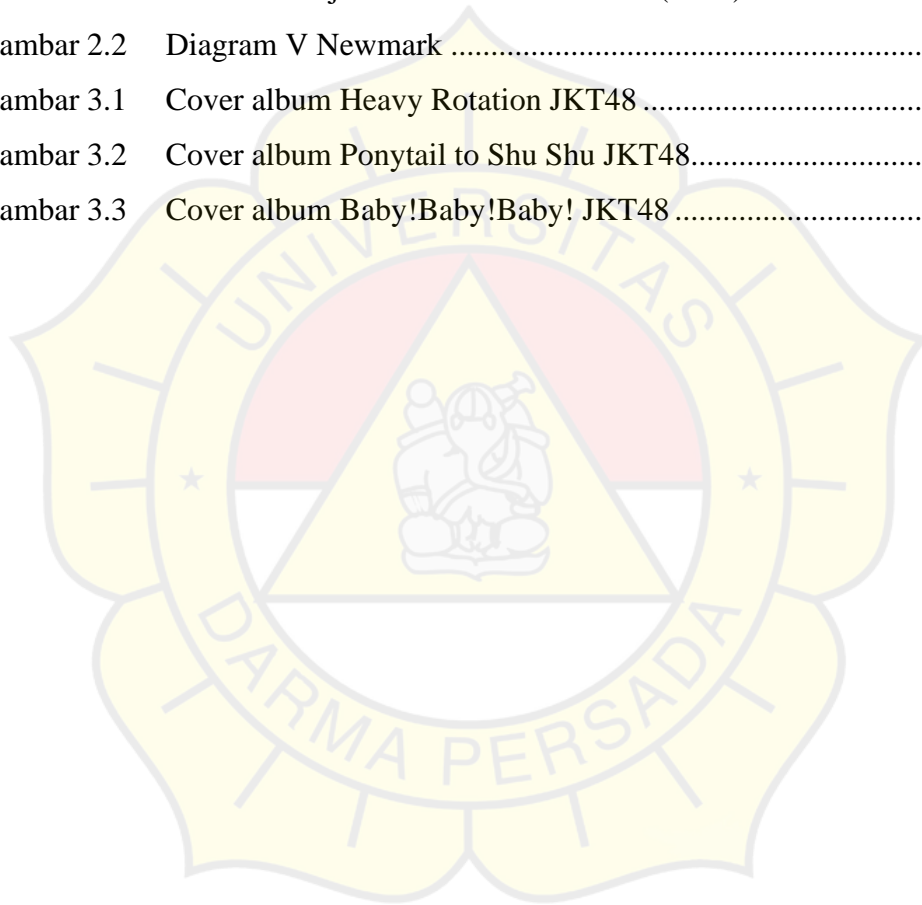 ambar 2.2 Diagram V Newmark ..........................................................
ambar 3.1 Cover album Heavy Rotation JKT48 ..................................
ambar 3.2 Cover album Ponytail to Shu Shu JKT48............................
ambar 3.3 Cover album Baby!Baby!Baby! JKT48 ..............................
UNIVERSITAS
DARMA PERSADA